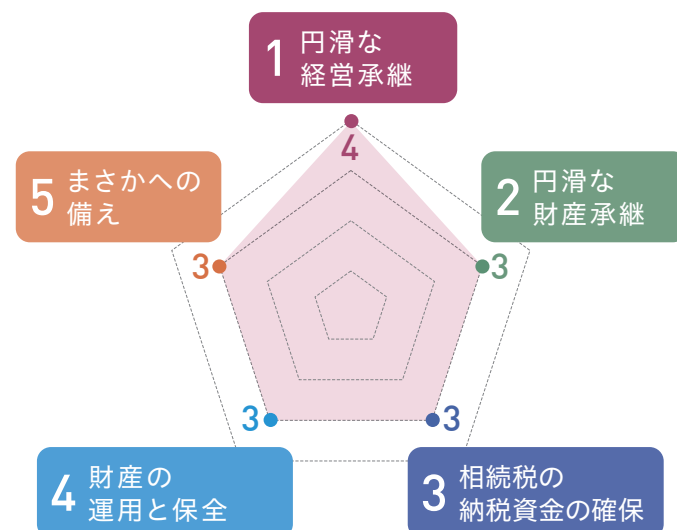 1 円滑な
経営承継
4
5 まさかへの
備え
2 円滑な
財産承継
3
3
3
3
4 財産の
運用と保全
3 相続税の
納税資金の確保